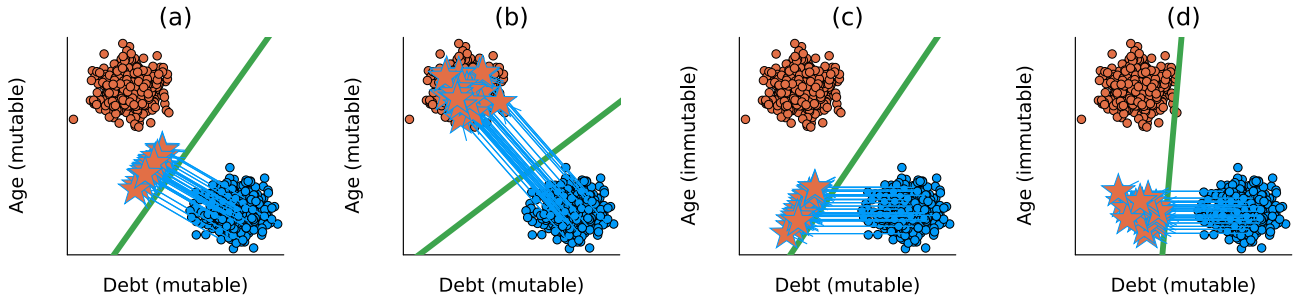 (a)
(b)
(c)
(d)
Age (mutable)
Age (mutable)
Age (immutable)
Age (immutable)
Debt (mutable)
Debt (mutable)
Debt (mutable)
Debt (mutable)